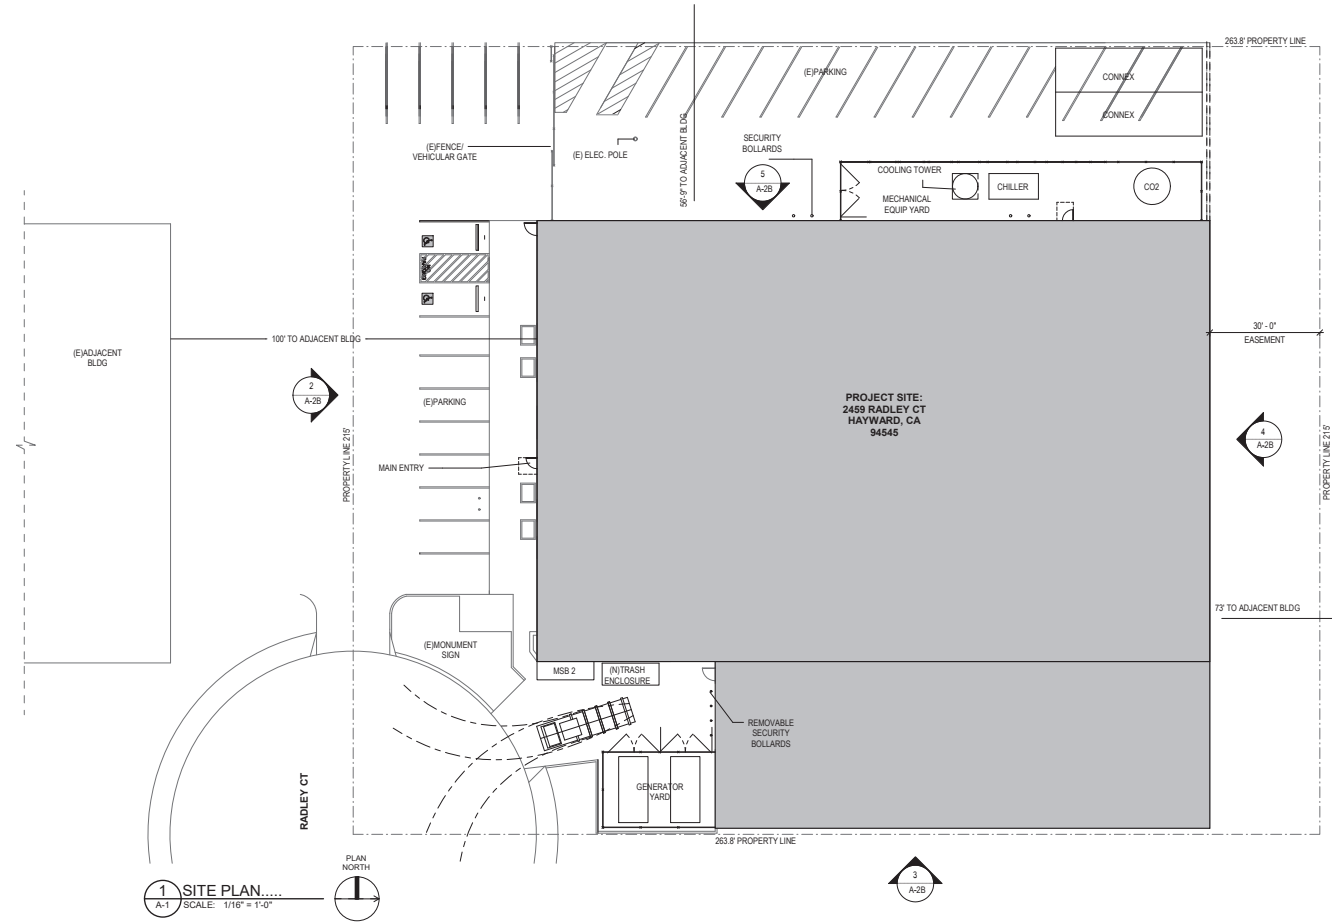 263.8' PROPERTY LINE
(E)PARKING
CONNEX
CONNEX
(E)FENCE/
VEHICULAR GATE
(E) ELEC. POLE
56'-9" TO ADJACENT BLDG
SECURITY
BOLLARDS
5
A-2B
COOLING TOWER
MECHANICAL
EQUIP YARD
CHILLER
CO2
NO
PARKING
100' TO ADJACENT BLDG
(E)ADJACENT
BLDG
2
A-2B
(E)PARKING
PROPERTY LINE 215'
MAIN ENTRY
PROJECT SITE:
2459 RADLEY CT
HAYWARD, CA
94545
30' - 0"
EASEMENT
4
A-2B
PROPERTY LINE 215'
73' TO ADJACENT BLDG
(E)MONUMENT
SIGN
MSB 2
(N)TRASH
ENCLOSURE
REMOVABLE
SECURITY
BOLLARDS
GENERATOR
YARD
RADLEY CT
263.8' PROPERTY LINE
3
A-2B
1
A-1
SITE PLAN.....
SCALE: 1/16" = 1'-0"
PLAN
NORTH